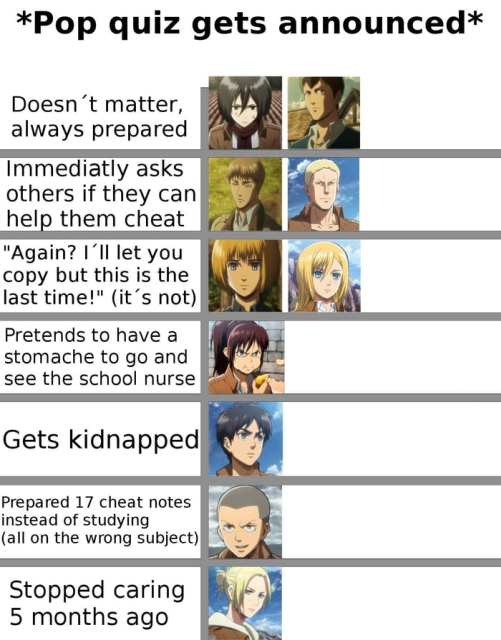 *Pop quiz gets announced*
Doesn´t matter,
always prepared
Immediatly asks
others if they can
help them cheat
"Again? I´ll let you
copy but this is the
last time!" (it´s not)
Pretends to have a
stomache to go and
see the school nurse
Gets kidnapped
Prepared 17 cheat notes
instead of studying
(all on the wrong subject)
Stopped caring
5 months ago